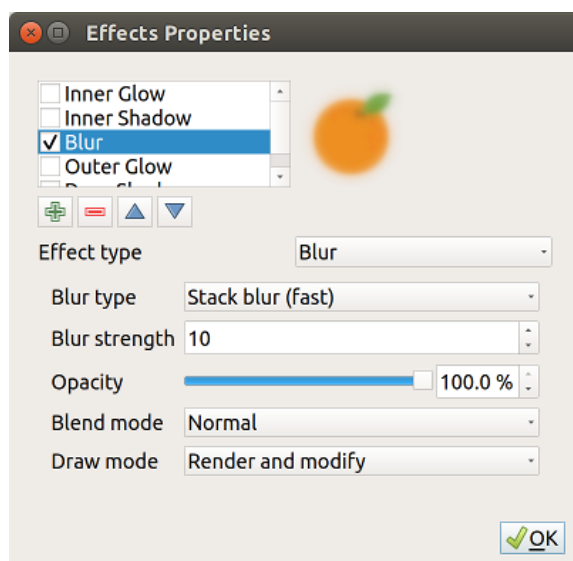 Effects Properties
Inner Glow
Inner Shadow
Blur
Outer Glow
Effect type Blur
Blur type Stack blur (fast)
Blur strength 10
Opacity 100.0 %
Blend mode Normal
Draw mode Render and modify
OK